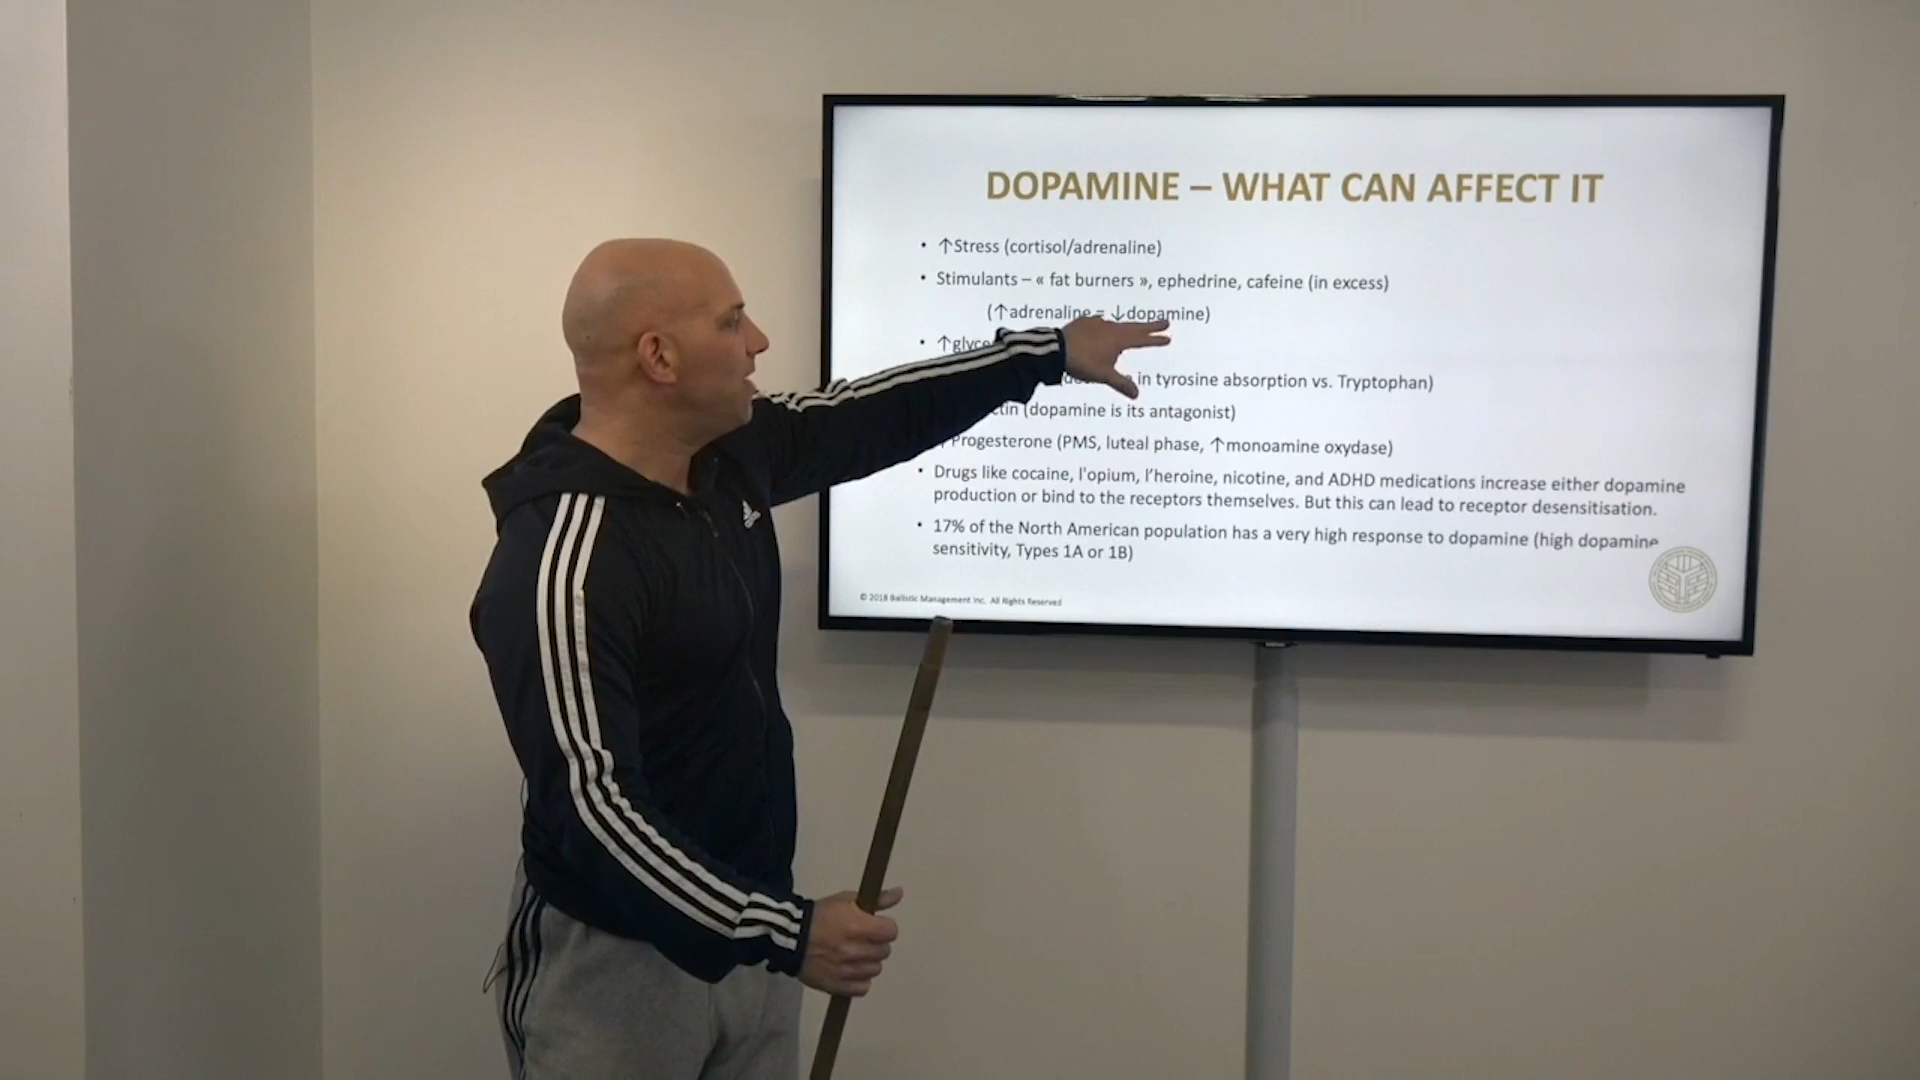 DOPAMINE – WHAT CAN AFFECT IT
• ↑Stress (cortisol/adrenaline)
• Stimulants – « fat burners », ephedrine, cafeine (in excess)
(↑adrenaline = ↓dopamine)
• ↑glyce
in tyrosine absorption vs. Tryptophan)
(dopamine is its antagonist)
Progesterone (PMS, luteal phase, ↑monoamine oxydase)
• Drugs like cocaine, l'opium, l’heroine, nicotine, and ADHD medications increase either dopamine
production or bind to the receptors themselves. But this can lead to receptor desensitisation.
• 17% of the North American population has a very high response to dopamine (high dopamine
sensitivity, Types 1A or 1B)
© 2018 Ballistic Management Inc. All Rights Reserved